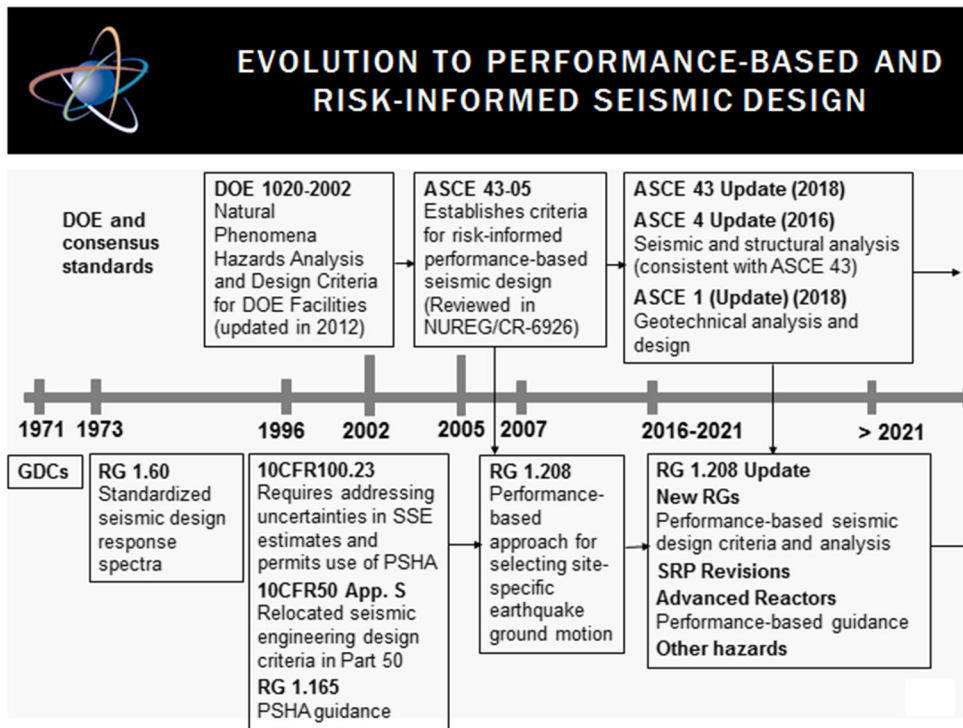 EVOLUTION TO PERFORMANCE-BASED AND
RISK-INFORMED SEISMIC DESIGN
DOE and
consensus
standards
DOE 1020-2002
Natural
Phenomena
Hazards Analysis
and Design Criteria
for DOE Facilities
(updated in 2012)
ASCE 43-05
Establishes criteria
for risk-informed
performance-based
seismic design
(Reviewed in
NUREG/CR-6926)
ASCE 43 Update (2018)
ASCE 4 Update (2016)
Seismic and structural analysis
(consistent with ASCE 43)
ASCE 1 (Update) (2018)
Geotechnical analysis and
design
1971 1973 1996 2002 2005 2007 2016-2021 > 2021
GDCs
RG 1.60
Standardized
seismic design
response
spectra
10CFR100.23
Requires addressing
uncertainties in SSE
estimates and
permits use of PSHA
10CFR50 App. S
Relocated seismic
engineering design
criteria in Part 50
RG 1.165
PSHA guidance
RG 1.208
Performance-
based
approach for
selecting site-
specific
earthquake
ground motion
RG 1.208 Update
New RGs
Performance-based seismic
design criteria and analysis
SRP Revisions
Advanced Reactors
Performance-based guidance
Other hazards